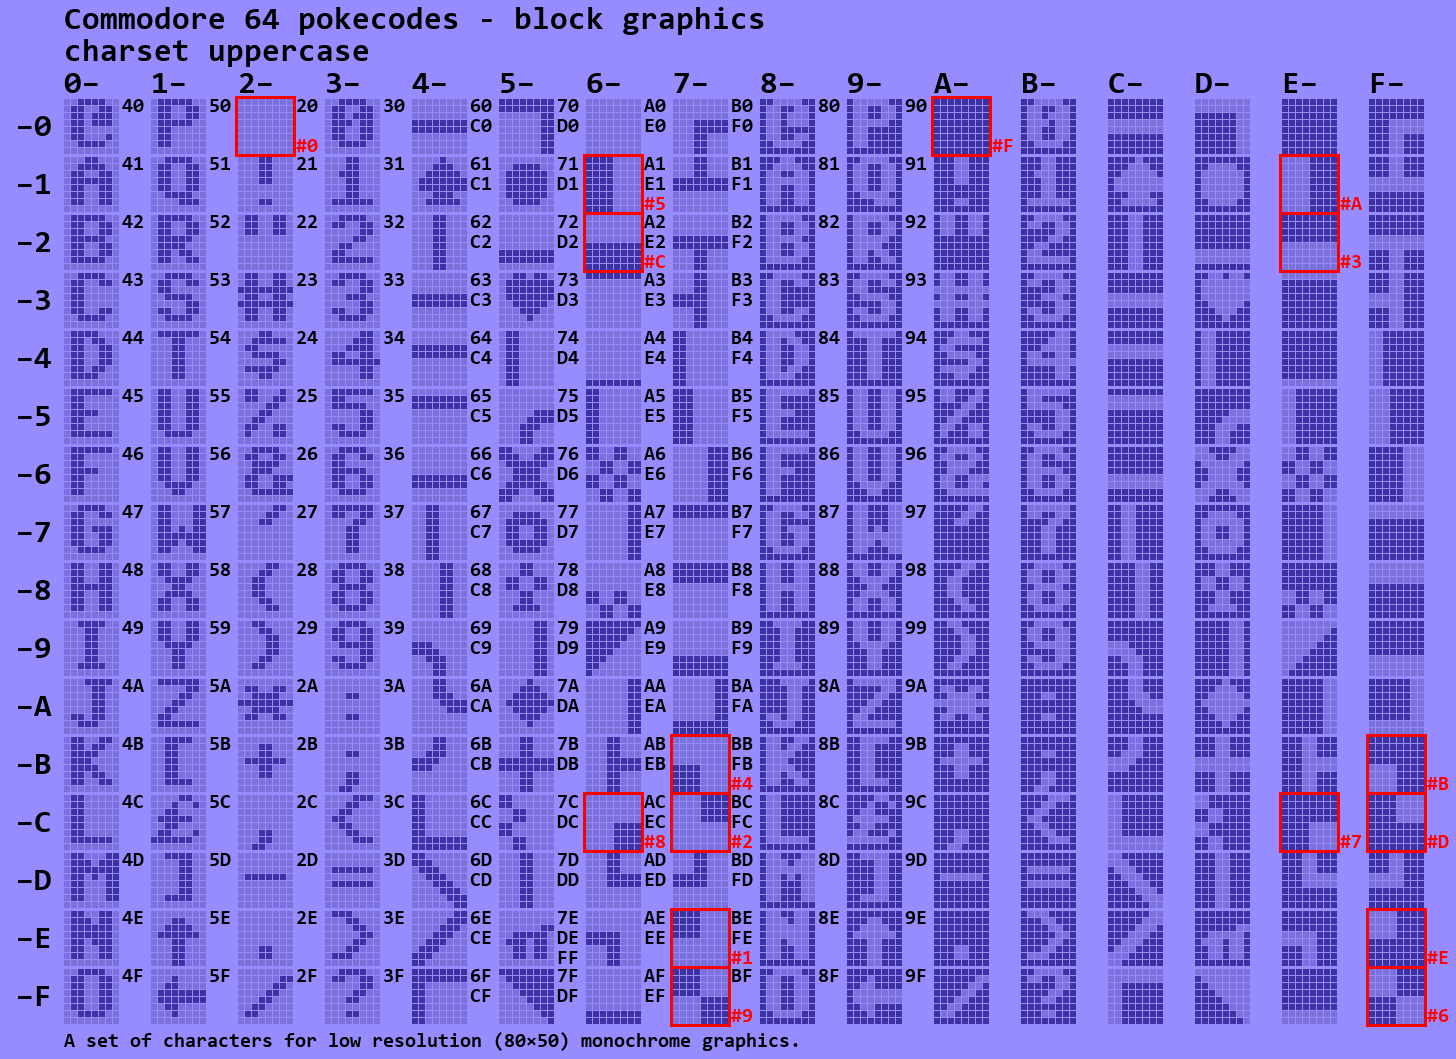 Commodore 64 pokecodes - block graphics
charset uppercase
0- 1- 2- 3- 4- 5- 6- 7- 8- 9- A- B- C- D- E- F-
40 50 20 30 60 70 A0 B0 80 90
-0 C0 D0 E0 F0
#0 #F
41 51 21 31 61 71 A1 B1 81 91
-1 C1 D1 E1 F1
#5 #A
42 52 22 32 62 72 A2 B2 82 92
-2 C2 D2 E2 F2
#C #3
43 53 23 33 63 73 A3 B3 83 93
-3 C3 D3 E3 F3
44 54 24 34 64 74 A4 B4 84 94
-4 C4 D4 E4 F4
45 55 25 35 65 75 A5 B5 85 95
-5 C5 D5 E5 F5
46 56 26 36 66 76 A6 B6 86 96
-6 C6 D6 E6 F6
47 57 27 37 67 77 A7 B7 87 97
-7 C7 D7 E7 F7
48 58 28 38 68 78 A8 B8 88 98
-8 C8 D8 E8 F8
49 59 29 39 69 79 A9 B9 89 99
-9 C9 D9 E9 F9
4A 5A 2A 3A 6A 7A AA BA 8A 9A
-A CA DA EA FA
4B 5B 2B 3B 6B 7B AB BB 8B 9B
-B CB DB EB FB
#4 #B
4C 5C 2C 3C 6C 7C AC BC 8C 9C
-C CC DC EC FC
#8 #2 #7 #D
4D 5D 2D 3D 6D 7D AD BD 8D 9D
-D CD DD ED FD
4E 5E 2E 3E 6E 7E AE BE 8E 9E
-E CE DE EE FE
FF #1 #E
4F 5F 2F 3F 6F 7F AF BF 8F 9F
-F CF DF EF
#9 #6
A set of characters for low resolution (80×50) monochrome graphics.